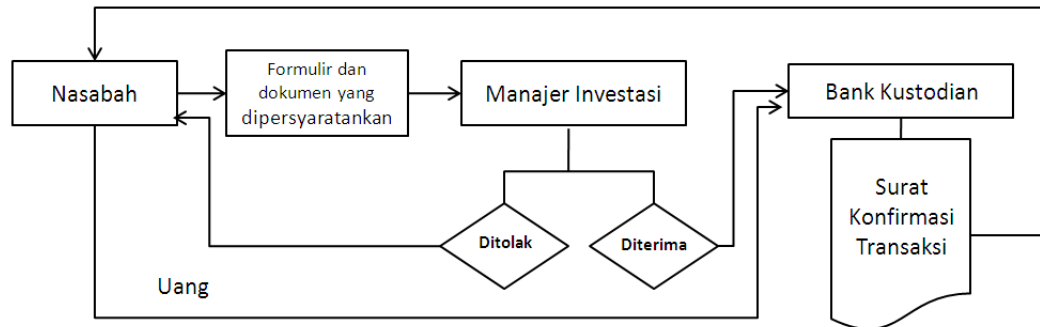 Nasabah
Formulir dan
dokumen yang
dipersyaratankan
Manajer Investasi
Bank Kustodian
Surat
Konfirmasi
Transaksi
Ditolak
Diterima
Uang